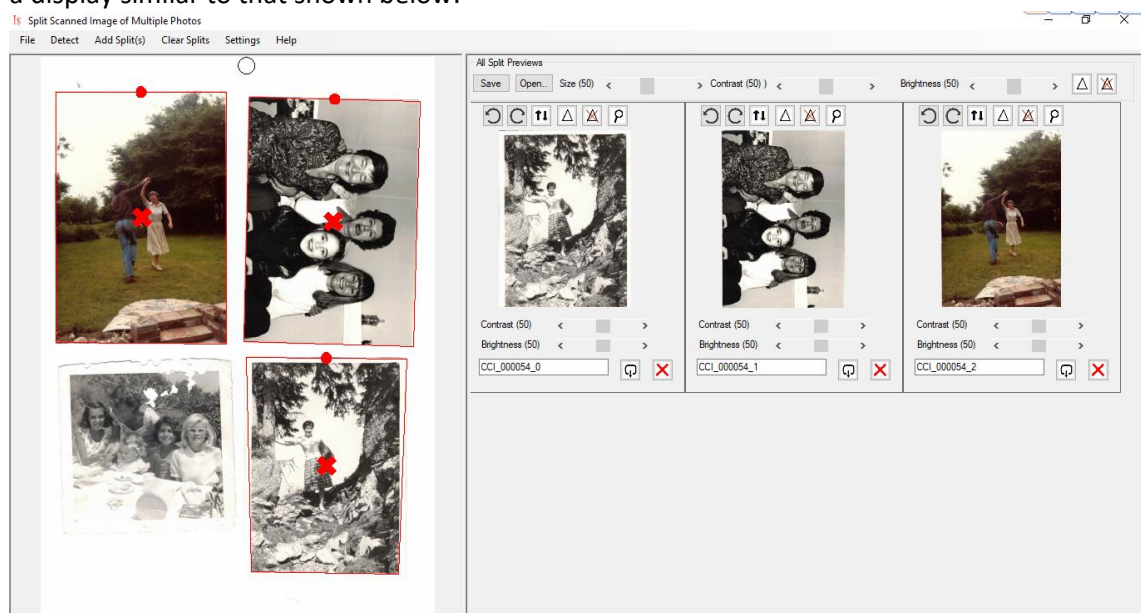 a display similar to that shown below.
Is Split Scanned Image of Multiple Photos
File Detect Add Split(s) Clear Splits Settings Help
All Split Previews
Save Open... Size (50) < > Contrast (50) ) < > Brightness (50) < >
Contrast (50) < > Contrast (50) < > Contrast (50) < >
Brightness (50) < > Brightness (50) < > Brightness (50) < >
CCI_000054_0 CCI_000054_1 CCI_000054_2